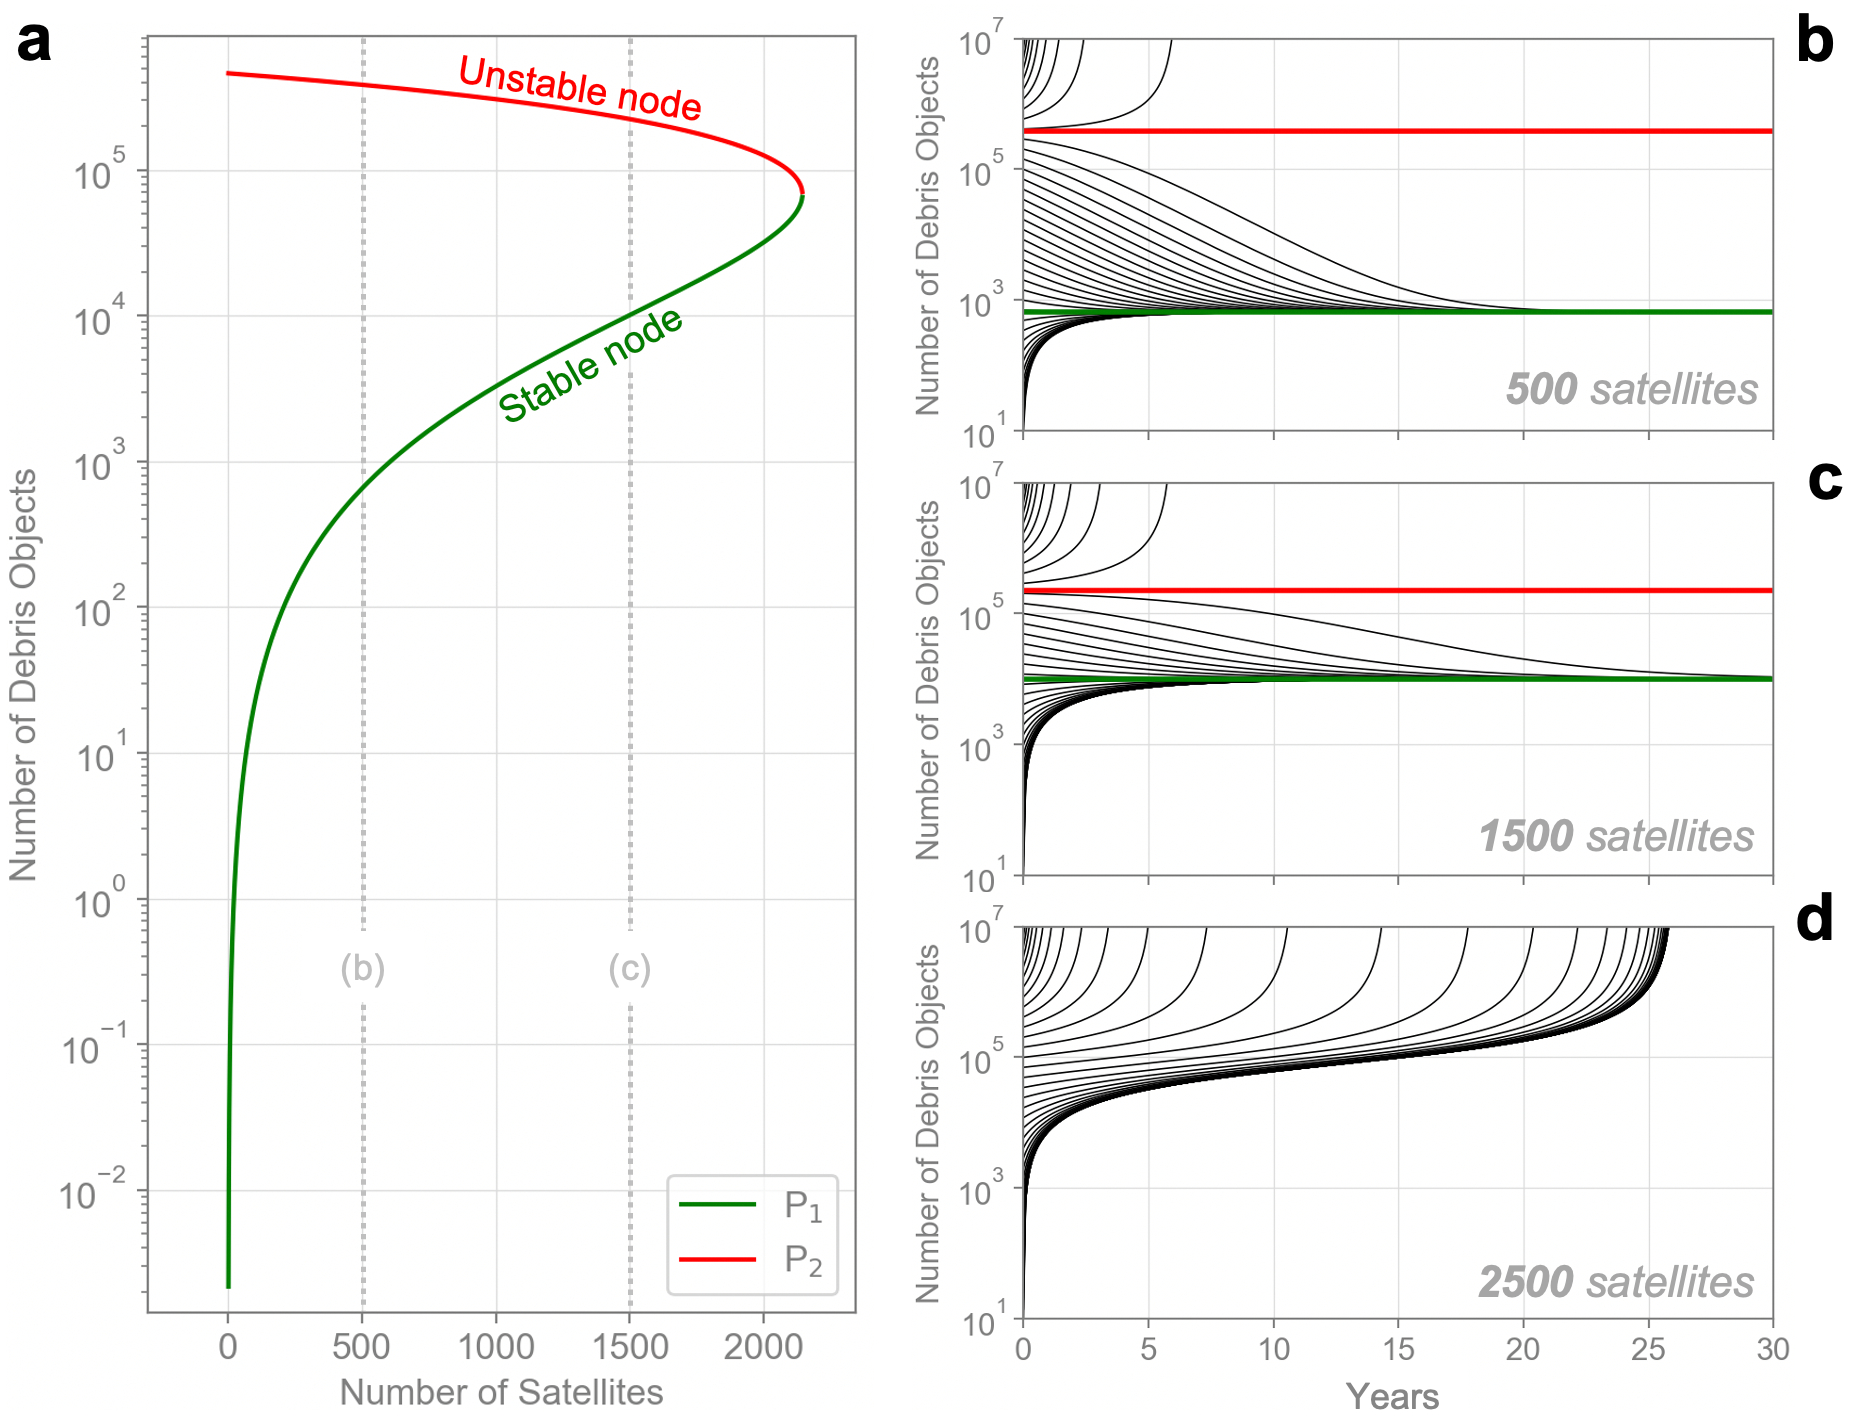 a
Number of Debris Objects
10^5
10^4
10^3
10^2
10^1
10^0
10^−1
10^−2
Unstable node
Stable node
(b)
(c)
P1
P2
0 500 1000 1500 2000
Number of Satellites
b
Number of Debris Objects
10^7
10^5
10^3
10^1
500 satellites
c
Number of Debris Objects
10^7
10^5
10^3
10^1
1500 satellites
d
Number of Debris Objects
10^7
10^5
10^3
10^1
2500 satellites
0 5 10 15 20 25 30
Years